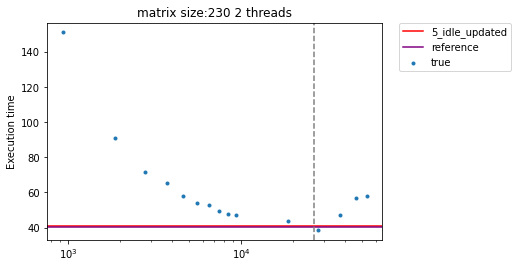 matrix size:230 2 threads
5_idle_updated
reference
true
Execution time
140
120
100
80
60
40
10³
10⁴